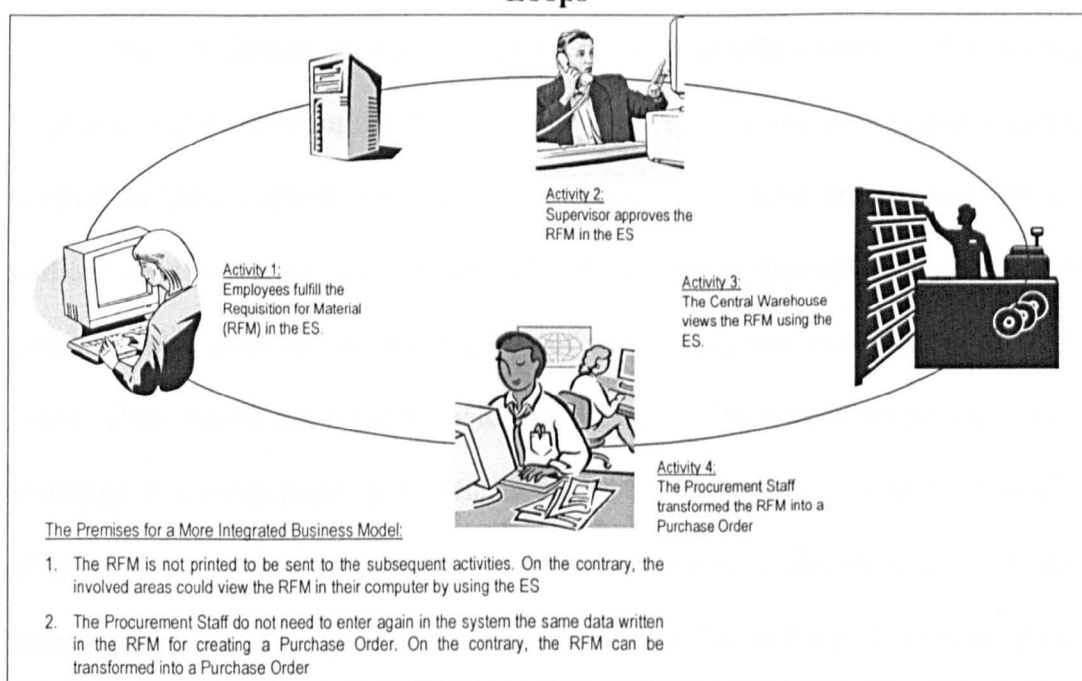 Activity 2:
Supervisor approves the
RFM in the ES
Activity 1:
Employees fulfill the
Requisition for Material
(RFM) in the ES.
Activity 3:
The Central Warehouse
views the RFM using the
ES.
Activity 4:
The Procurement Staff
transformed the RFM into a
Purchase Order
The Premises for a More Integrated Business Model:
1. The RFM is not printed to be sent to the subsequent activities. On the contrary, the
involved areas could view the RFM in their computer by using the ES
2. The Procurement Staff do not need to enter again in the system the same data written
in the RFM for creating a Purchase Order. On the contrary, the RFM can be
transformed into a Purchase Order